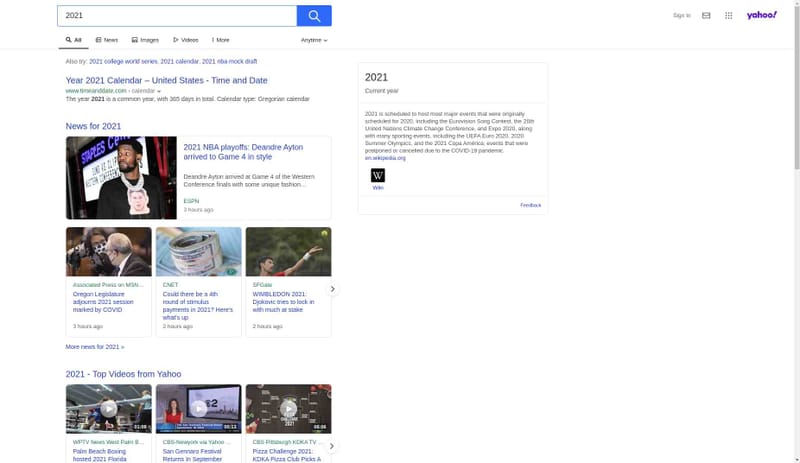 2021
Sign in
yahoo!
All
News
Images
Videos
More
Anytime
Also try: 2021 college world series, 2021 calendar, 2021 nba mock draft
Year 2021 Calendar – United States - Time and Date
www.timeanddate.com › calendar
The year 2021 is a common year, with 365 days in total. Calendar type: Gregorian calendar
News for 2021
STAPLES
2021 NBA playoffs: Deandre Ayton
arrived to Game 4 in style
Deandre Ayton arrived at Game 4 of the Western
Conference finals with some unique fashion...
ESPN
3 hours ago
Associated Press on MSN...
Oregon Legislature
adjourns 2021 session
marked by COVID
3 hours ago
CNET
Could there be a 4th
round of stimulus
payments in 2021? Here's
what's up
2 hours ago
SFGate
WIMBLEDON 2021:
Djokovic tries to lock in
with much at stake
2 hours ago
More news for 2021 »
2021 - Top Videos from Yahoo
01:08
WPTV News West Palm B...
Palm Beach Boxing
hosted 2021 Florida
2
00:13
CBS-Newyork via Yahoo ...
San Gennaro Festival
Returns in September
CBS Pittsburgh KDKA TV ...
Pizza Challenge 2021:
KDKA Pizza Club Picks A
2021
Current year
2021 is scheduled to host most major events that were originally
scheduled for 2020, including the Eurovision Song Contest, the 26th
United Nations Climate Change Conference, and Expo 2020, along
with many sporting events, including the UEFA Euro 2020, 2020
Summer Olympics, and the 2021 Copa América; events that were
postponed or canceled due to the COVID-19 pandemic.
en.wikipedia.org
W
Wiki
Feedback